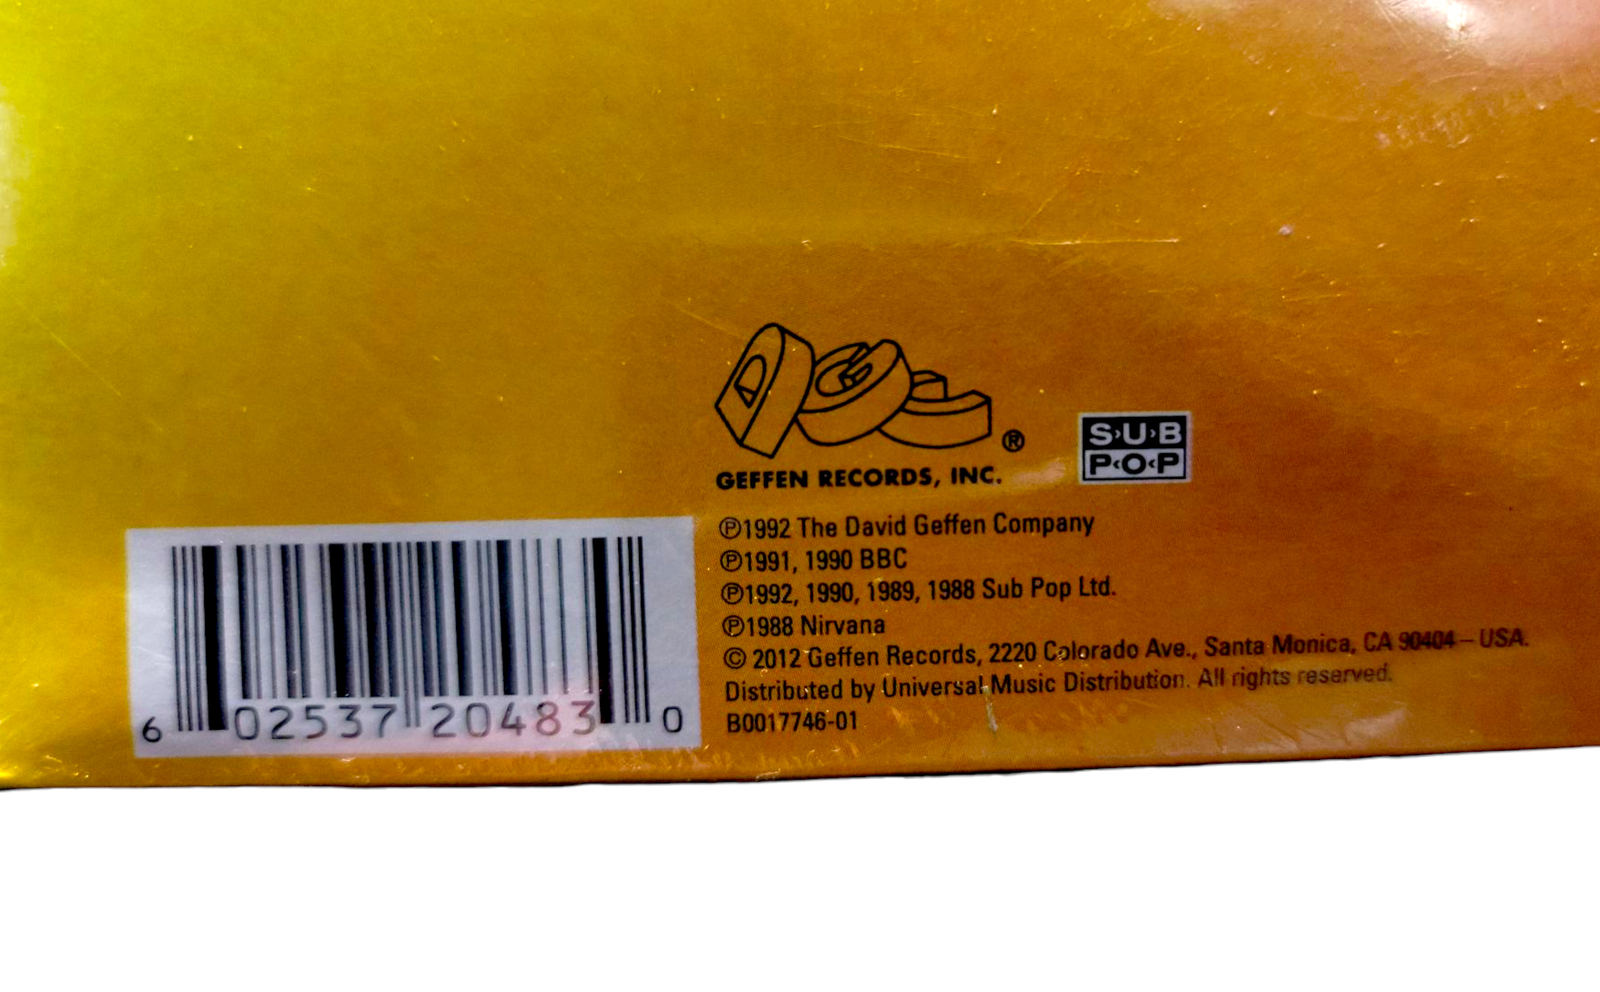 GEFFEN RECORDS, INC. ®
S›U›B
P‹O‹P
℗1992 The David Geffen Company
℗1991, 1990 BBC
℗1992, 1990, 1989, 1988 Sub Pop Ltd.
℗1988 Nirvana
© 2012 Geffen Records, 2220 Colorado Ave., Santa Monica, CA 90404 – USA.
Distributed by Universal Music Distribution. All rights reserved.
B0017746-01
6 02537 20483 0